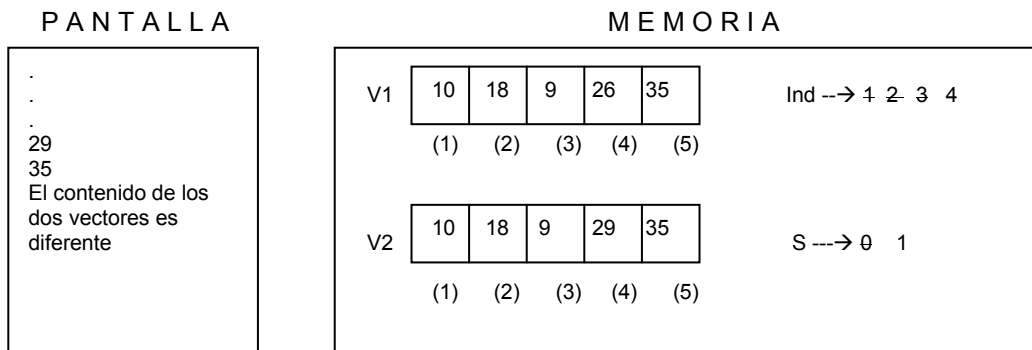 P A N T A L L A
M E M O R I A
.
.
.
29
35
El contenido de los
dos vectores es
diferente
V1 10 18 9 26 35 Ind --→ 1 2 3 4
(1) (2) (3) (4) (5)
V2 10 18 9 29 35 S ---→ 0 1
(1) (2) (3) (4) (5)